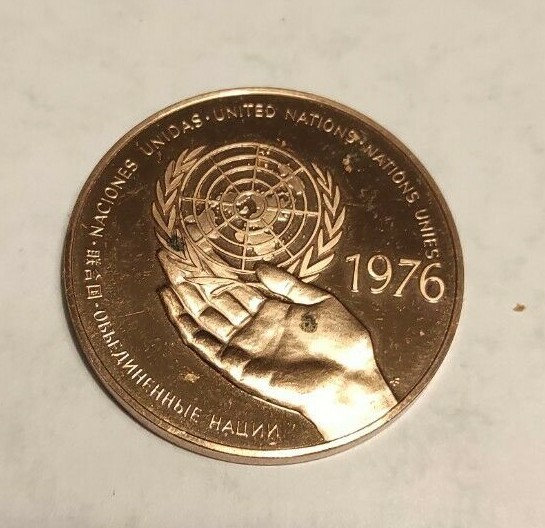 NACIONES UNIDAS · UNITED NATIONS · NATIONS UNIES
1976
ОБЪЕДИНЕННЫЕ НАЦИИ · 联合国 ·